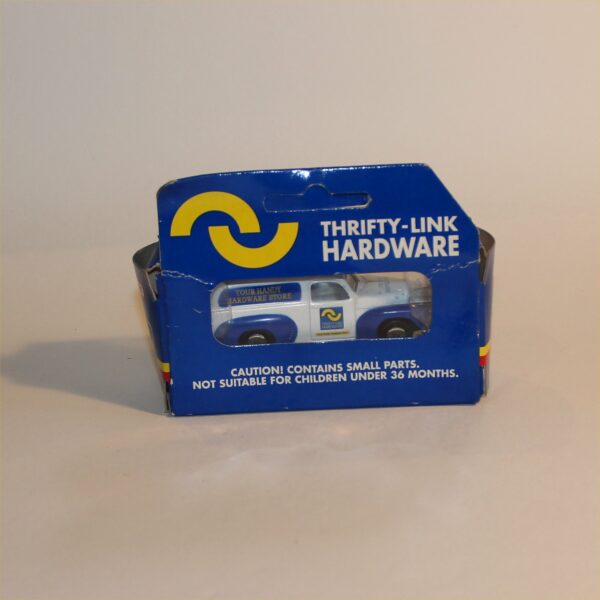 THRIFTY-LINK
HARDWARE
YOUR HANDY
HARDWARE STORE
CAUTION! CONTAINS SMALL PARTS.
NOT SUITABLE FOR CHILDREN UNDER 36 MONTHS.